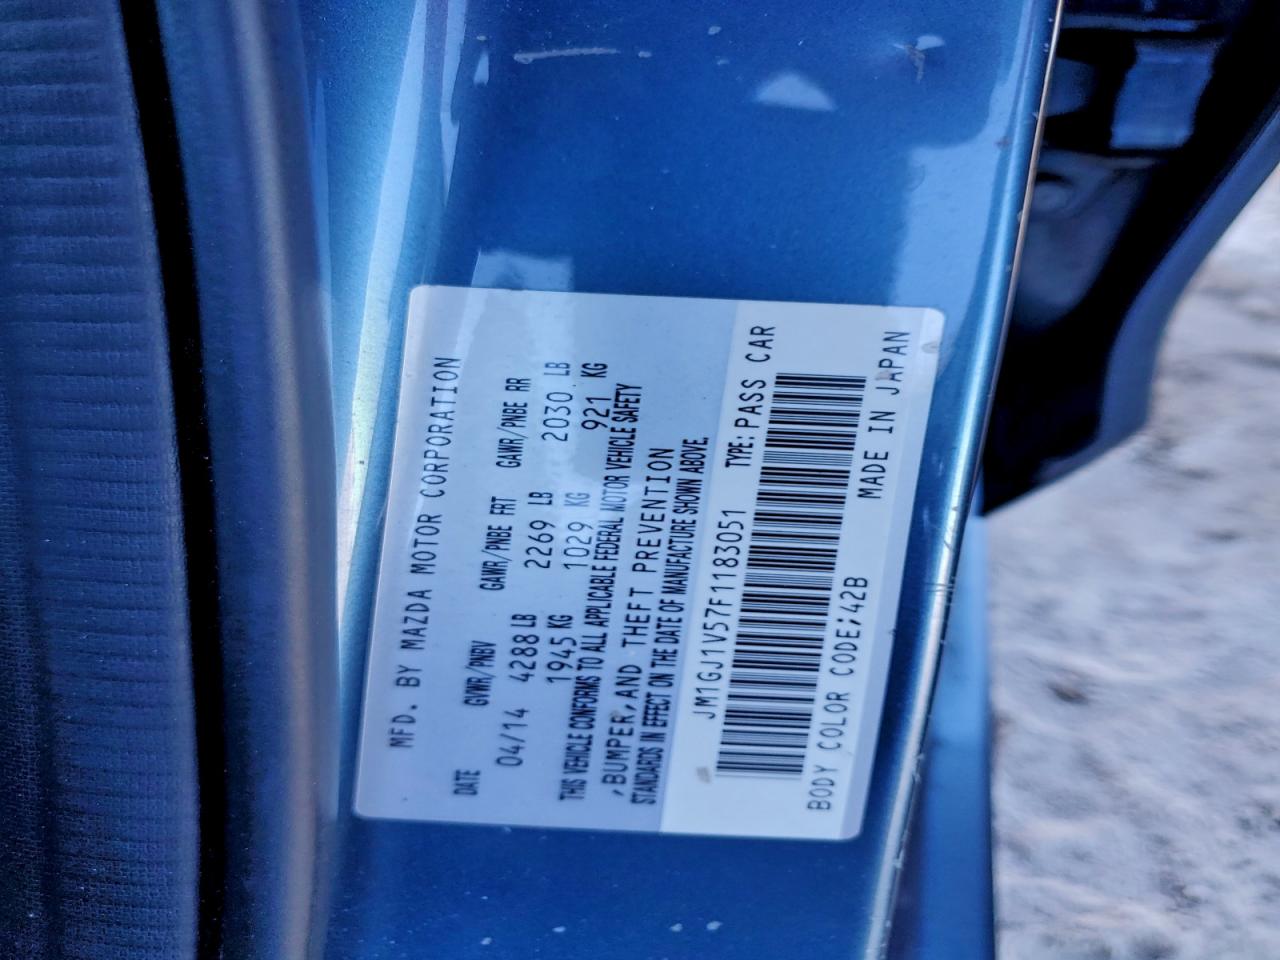 MFD. BY MAZDA MOTOR CORPORATION
DATE GVWR/PNBV GAWR/PNBE FRT GAWR/PNBE RR
04/14 4288 LB 2269 LB 2030 LB
1945 KG 1029 KG 921 KG
THIS VEHICLE CONFORMS TO ALL APPLICABLE FEDERAL MOTOR VEHICLE SAFETY
,BUMPER,AND THEFT PREVENTION
STANDARDS IN EFFECT ON THE DATE OF MANUFACTURE SHOWN ABOVE.
JM1GJ1V57F1183051 TYPE: PASS CAR
BODY COLOR CODE;42B MADE IN JAPAN